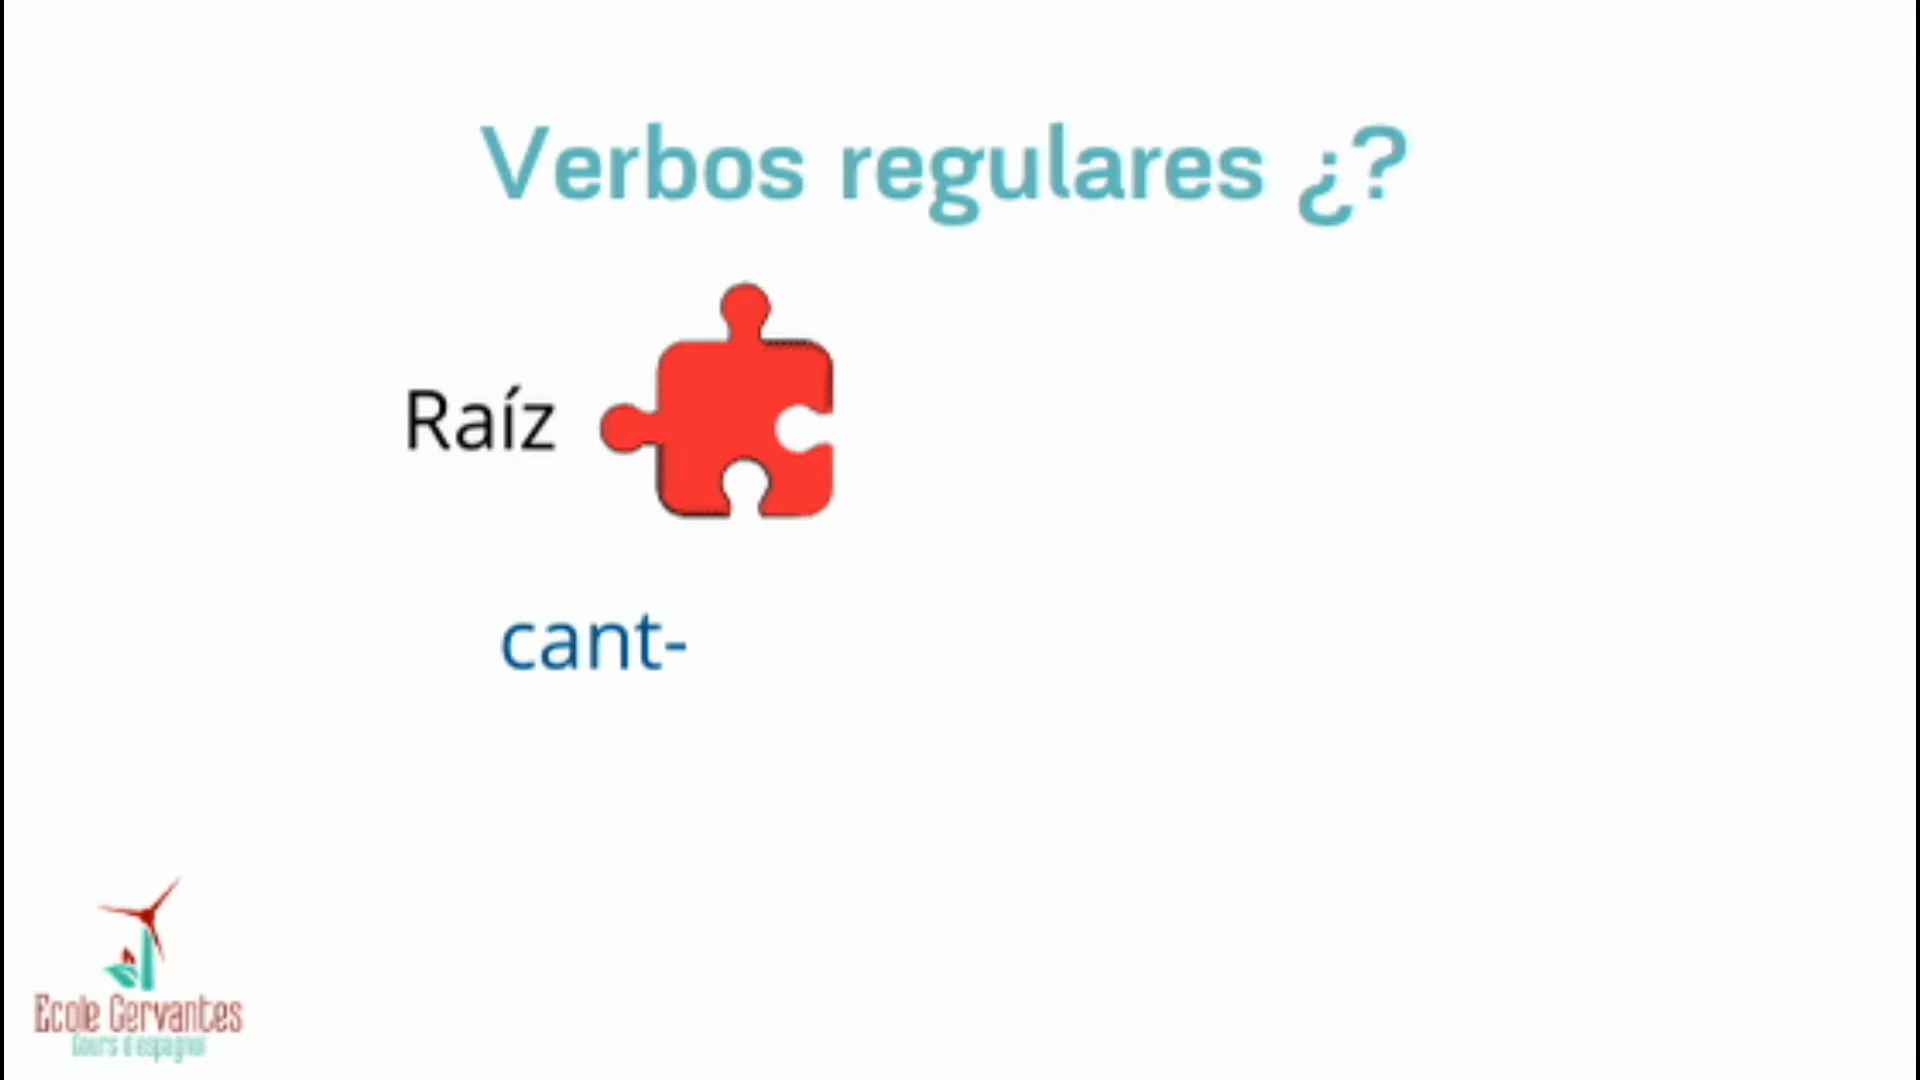 Verbos regulares ¿?
Raíz
cant-
Ecole Cervantes
Cours d'espagnol